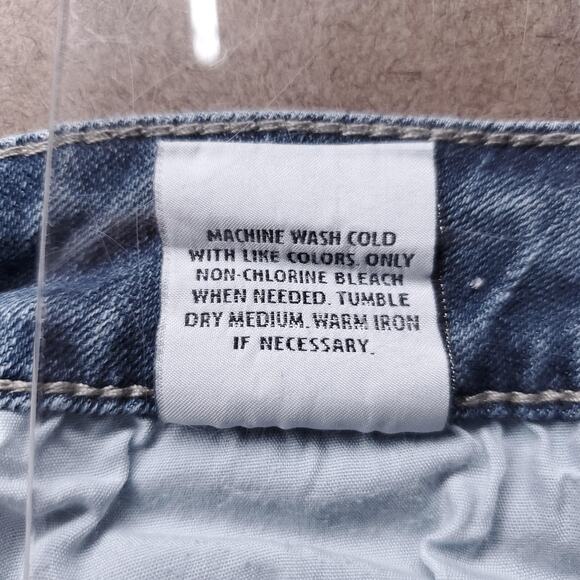 MACHINE WASH COLD
WITH LIKE COLORS. ONLY
NON-CHLORINE BLEACH
WHEN NEEDED. TUMBLE
DRY MEDIUM. WARM IRON
IF NECESSARY.